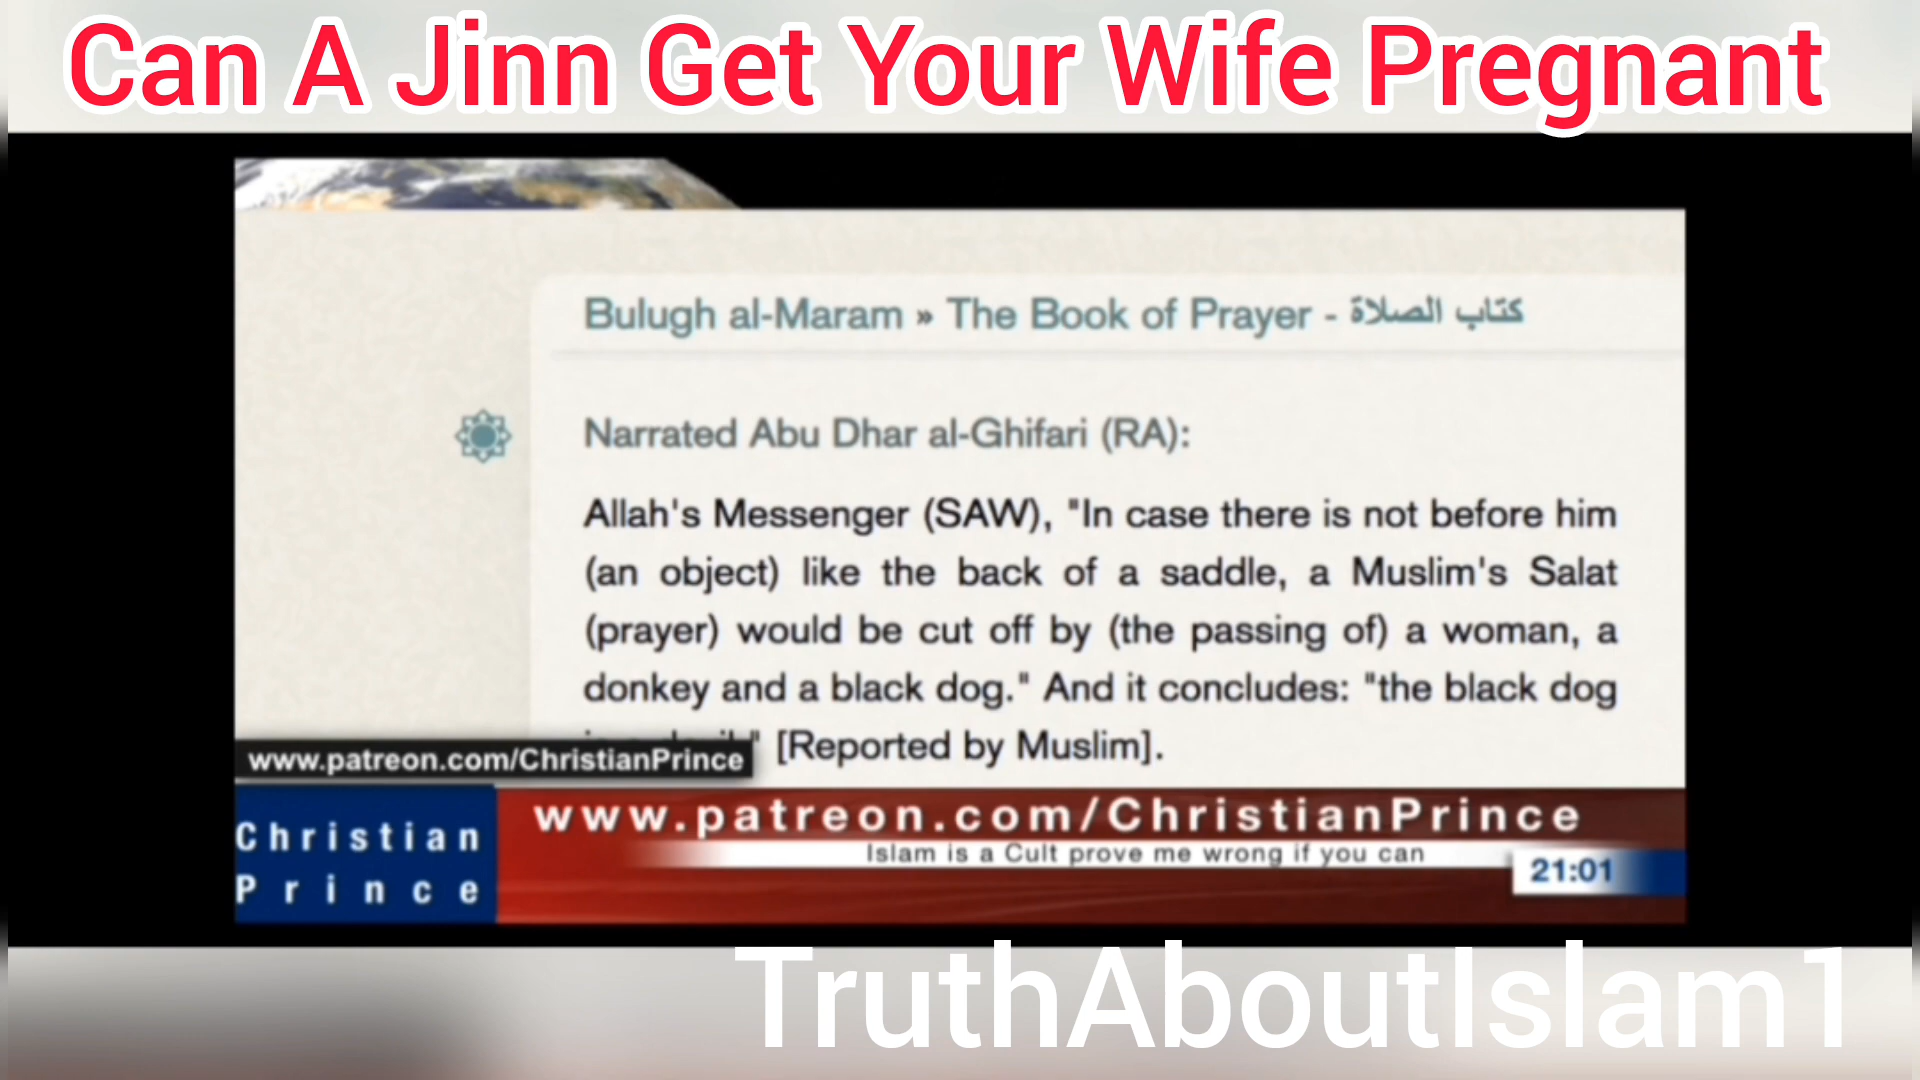 Can A Jinn Get Your Wife Pregnant
Bulugh al-Maram » The Book of Prayer - كتاب الصلاة
Narrated Abu Dhar al-Ghifari (RA):
Allah's Messenger (SAW), "In case there is not before him
(an object) like the back of a saddle, a Muslim's Salat
(prayer) would be cut off by (the passing of) a woman, a
donkey and a black dog." And it concludes: "the black dog
" [Reported by Muslim].
www.patreon.com/ChristianPrince
Christian
Prince
www.patreon.com/ChristianPrince
Islam is a Cult prove me wrong if you can
21:01
TruthAboutIslam1